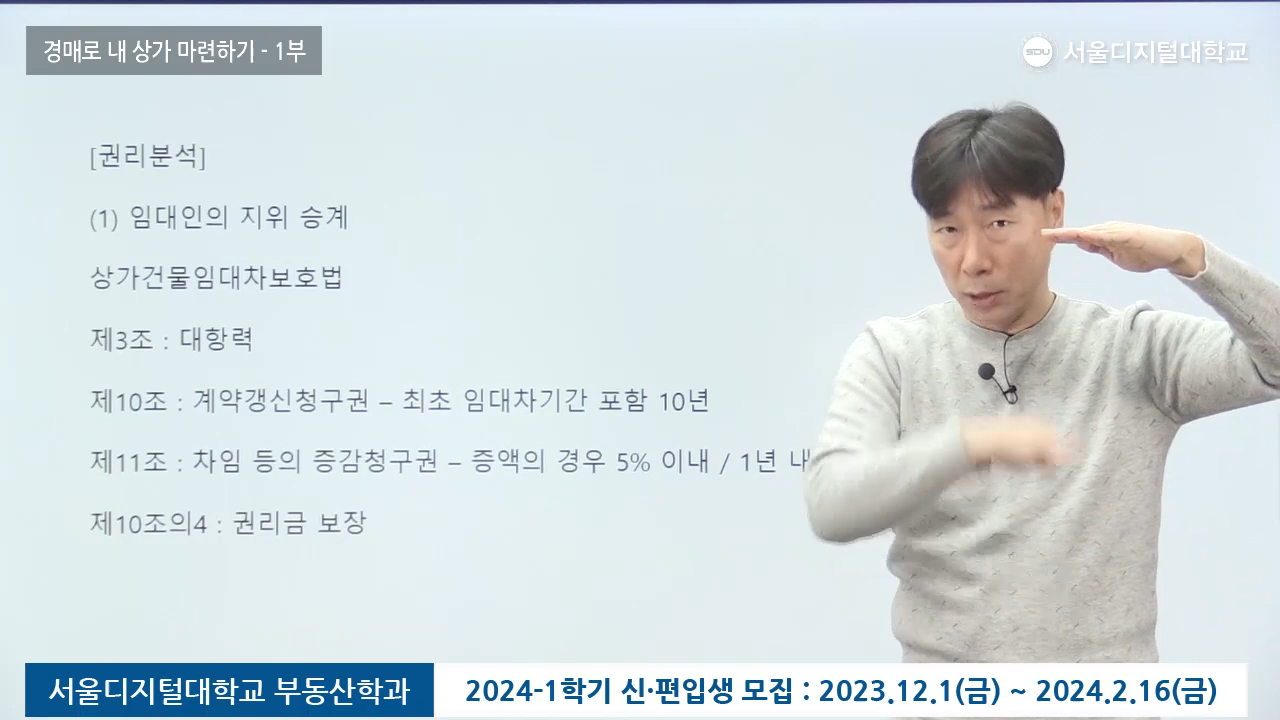 경매로 내 상가 마련하기 - 1부
SDU 서울디지털대학교
[권리분석]
(1) 임대인의 지위 승계
상가건물임대차보호법
제3조 : 대항력
제10조 : 계약갱신청구권 – 최초 임대차기간 포함 10년
제11조 : 차임 등의 증감청구권 – 증액의 경우 5% 이내 / 1년 내
제10조의4 : 권리금 보장
서울디지털대학교 부동산학과
2024-1학기 신·편입생 모집 : 2023.12.1(금) ~ 2024.2.16(금)